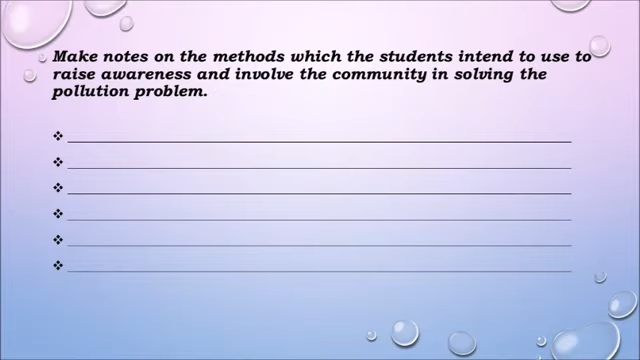 Make notes on the methods which the students intend to use to
raise awareness and involve the community in solving the
pollution problem.